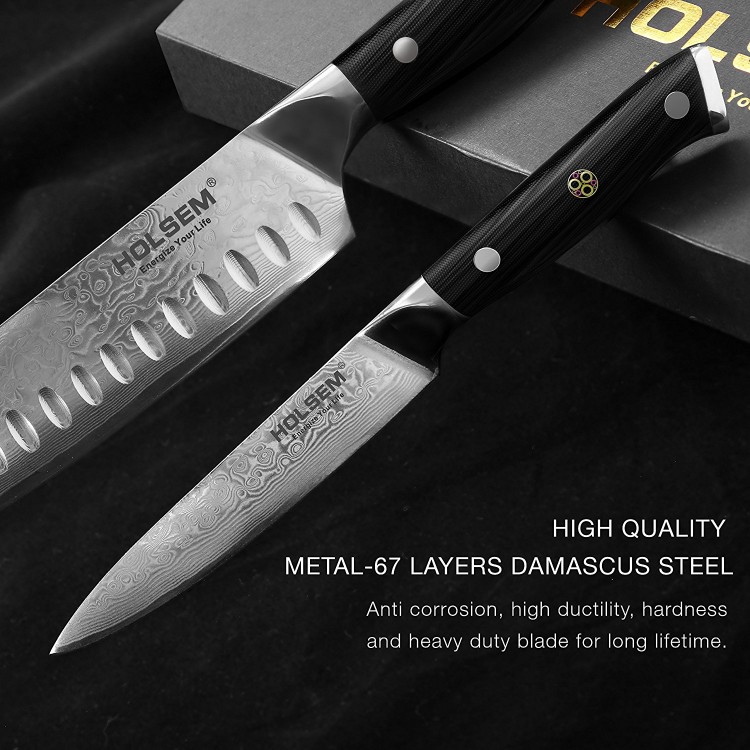 HOLS
HOLSEM®
Energize Your Life
HOLSEM
Energize Your Life
HIGH QUALITY
METAL-67 LAYERS DAMASCUS STEEL
Anti corrosion, high ductility, hardness
and heavy duty blade for long lifetime.